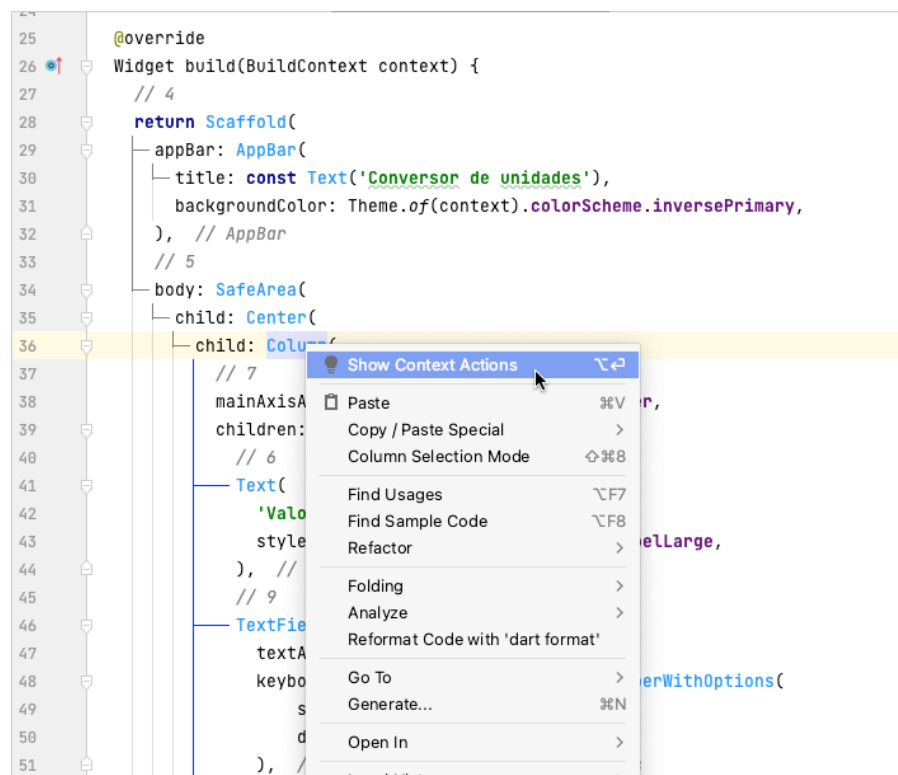 25 @override
26 Widget build(BuildContext context) {
27 // 4
28 return Scaffold(
29 appBar: AppBar(
30 title: const Text('Conversor de unidades'),
31 backgroundColor: Theme.of(context).colorScheme.inversePrimary,
32 ), // AppBar
33 // 5
34 body: SafeArea(
35 child: Center(
36 child: Column(
Show Context Actions ⌥⏎
37 // 7
38 mainAxisA r,
Paste ⌘V
39 children:
Copy / Paste Special
40 // 6
Column Selection Mode ⇧⌘8
41 Text(
Find Usages ⌥F7
42 'Valo
Find Sample Code ⌥F8
43 style elLarge,
Refactor
44 ), //
Folding
45 // 9
Analyze
46 TextFie
Reformat Code with 'dart format'
47 textA
Go To
48 keybo erWithOptions(
Generate... ⌘N
49 s
50 d
Open In
51 ), /